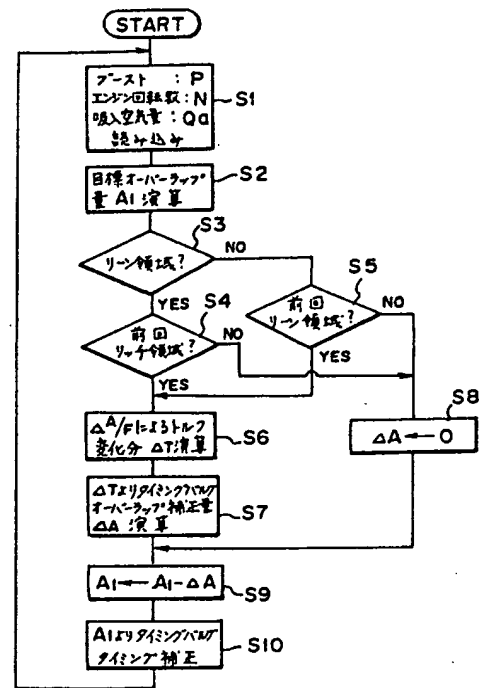 START
ブースト : P
エンジン回転数 : N
吸入空気量 : Qa
読み込み
S1
目標オーバーラップ
量 A1 演算
S2
リーン領域?
S3
NO
YES
前回
リーン領域?
S5
NO
YES
前回
リッチ領域?
S4
NO
YES
ΔA/Fによるトルク
変化分 ΔT演算
S6
ΔA ← O
S8
ΔTよりタイミングバルブ
オーバーラップ補正量
ΔA 演算
S7
A1 ← A1 - ΔA
S9
A1よりタイミングバルブ
タイミング補正
S10